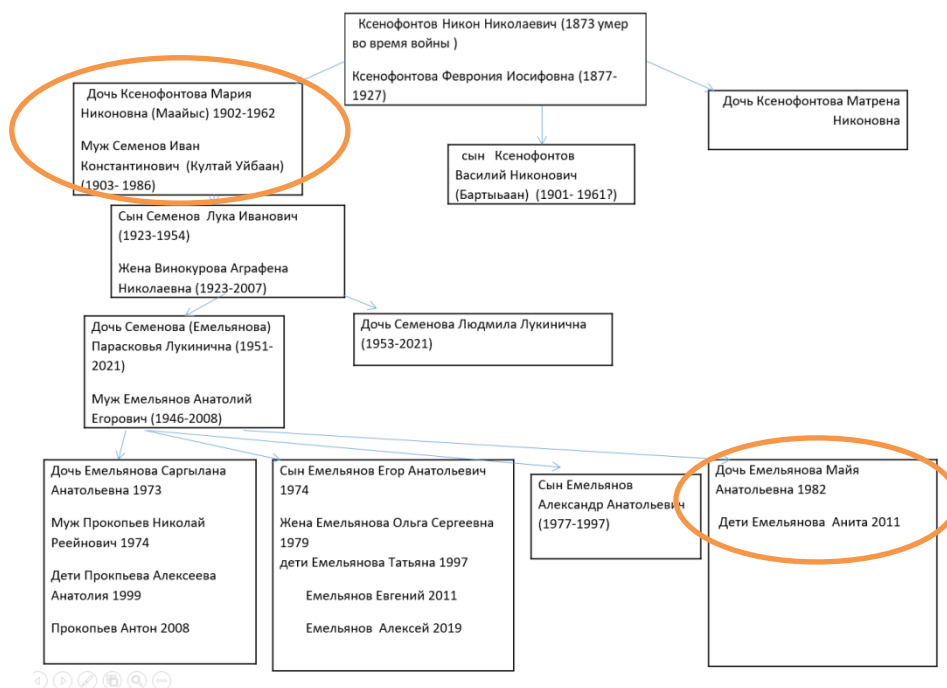 Ксенофонтов Никон Николаевич (1873 умер
во время войны )
Ксенофонтова Феврония Иосифовна (1877-
1927)
Дочь Ксенофонтова Мария
Никоновна (Маайыс) 1902-1962
Муж Семенов Иван
Константинович (Култай Уйбаан)
(1903- 1986)
сын Ксенофонтов
Василий Никонович
(Бартыьаан) (1901- 1961?)
Дочь Ксенофонтова Матрена
Никоновна
Сын Семенов Лука Иванович
(1923-1954)
Жена Винокурова Аграфена
Николаевна (1923-2007)
Дочь Семенова (Емельянова)
Парасковья Лукинична (1951-
2021)
Муж Емельянов Анатолий
Егорович (1946-2008)
Дочь Семенова Людмила Лукинична
(1953-2021)
Дочь Емельянова Саргылана
Анатольевна 1973
Муж Прокопьев Николай
Реейнович 1974
Дети Прокпьева Алексеева
Анатолия 1999
Прокопьев Антон 2008
Сын Емельянов Егор Анатольевич
1974
Жена Емельянова Ольга Сергеевна
1979
дети Емельянова Татьяна 1997
Емельянов Евгений 2011
Емельянов Алексей 2019
Сын Емельянов
Александр Анатольевич
(1977-1997)
Дочь Емельянова Майя
Анатольевна 1982
Дети Емельянова Анита 2011